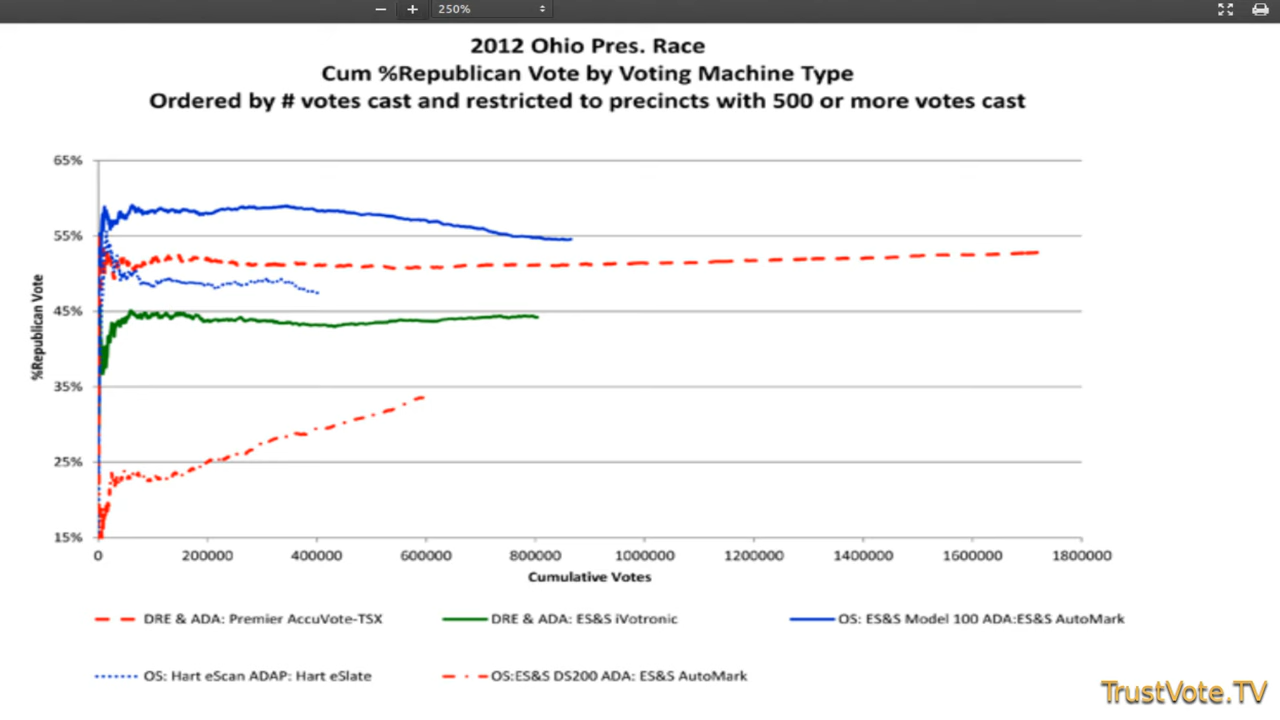 250%
2012 Ohio Pres. Race
Cum %Republican Vote by Voting Machine Type
Ordered by # votes cast and restricted to precincts with 500 or more votes cast
65%
55%
45%
35%
25%
15%
%Republican Vote
0 200000 400000 600000 800000 1000000 1200000 1400000 1600000 1800000
Cumulative Votes
DRE & ADA: Premier AccuVote-TSX
DRE & ADA: ES&S iVotronic
OS: ES&S Model 100 ADA:ES&S AutoMark
OS: Hart eScan ADAP: Hart eSlate
OS:ES&S DS200 ADA: ES&S AutoMark
TrustVote.TV